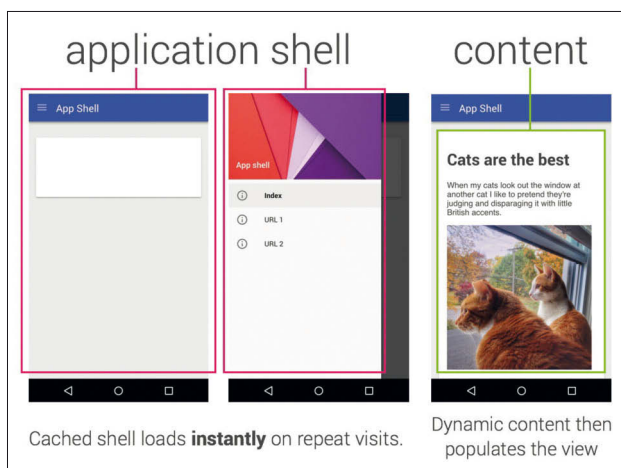 application shell
content
App Shell
App shell
Index
URL 1
URL 2
App Shell
Cats are the best
When my cats look out the window at
another cat I like to pretend they're
judging and disparaging it with little
British accents.
Cached shell loads instantly on repeat visits.
Dynamic content then
populates the view